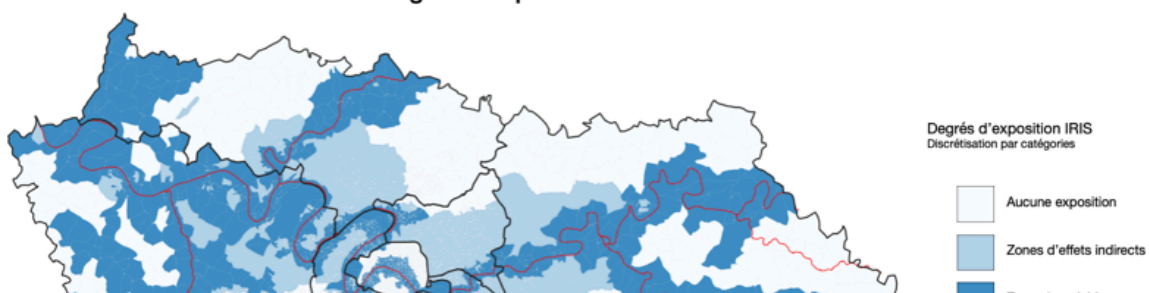 Degrés d'exposition IRIS
Discrétisation par catégories
Aucune exposition
Zones d'effets indirects